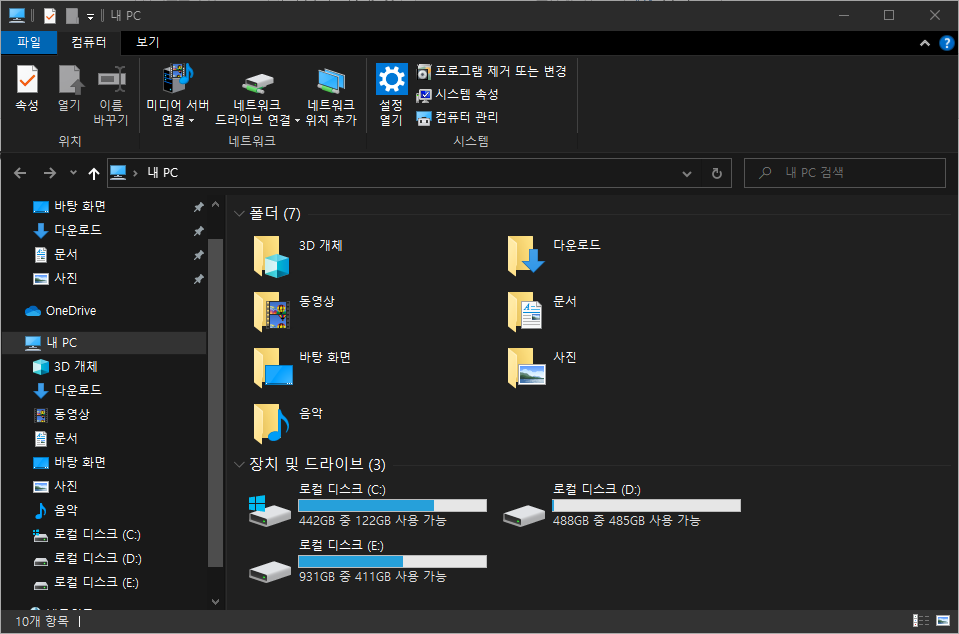 내 PC
파일
컴퓨터
보기
속성
열기
이름
바꾸기
위치
미디어 서버
연결
네트워크
드라이브 연결
네트워크
위치 추가
네트워크
설정
열기
프로그램 제거 또는 변경
시스템 속성
컴퓨터 관리
시스템
내 PC
내 PC 검색
바탕 화면
다운로드
문서
사진
OneDrive
내 PC
3D 개체
다운로드
동영상
문서
바탕 화면
사진
음악
로컬 디스크 (C:)
로컬 디스크 (D:)
로컬 디스크 (E:)
폴더 (7)
3D 개체
다운로드
동영상
문서
바탕 화면
사진
음악
장치 및 드라이브 (3)
로컬 디스크 (C:)
442GB 중 122GB 사용 가능
로컬 디스크 (D:)
488GB 중 485GB 사용 가능
로컬 디스크 (E:)
931GB 중 411GB 사용 가능
10개 항목